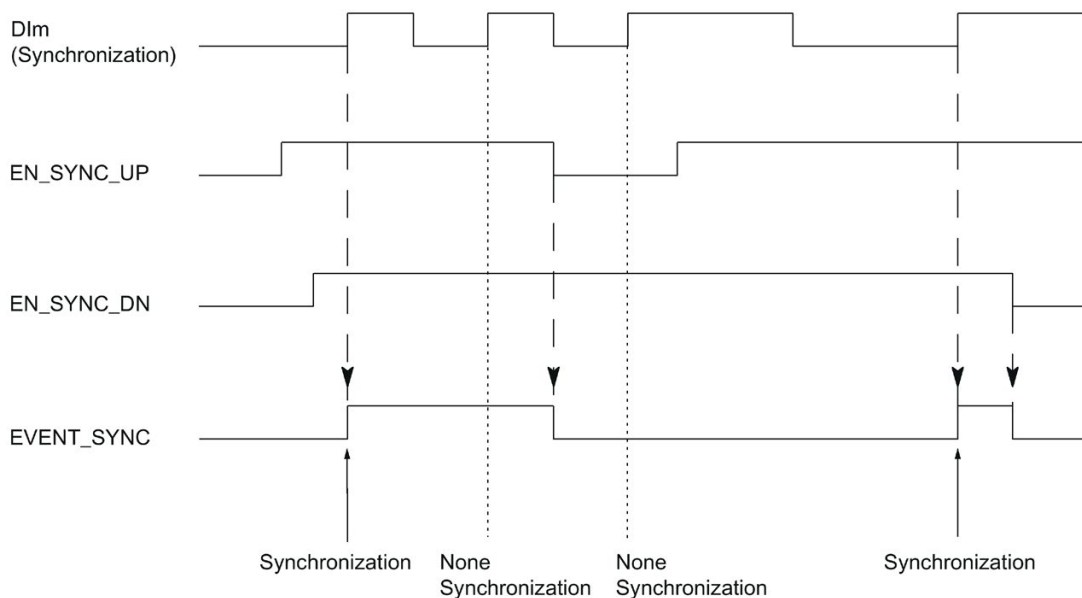 DIm
(Synchronization)
EN_SYNC_UP
EN_SYNC_DN
EVENT_SYNC
Synchronization
None
Synchronization
None
Synchronization
Synchronization